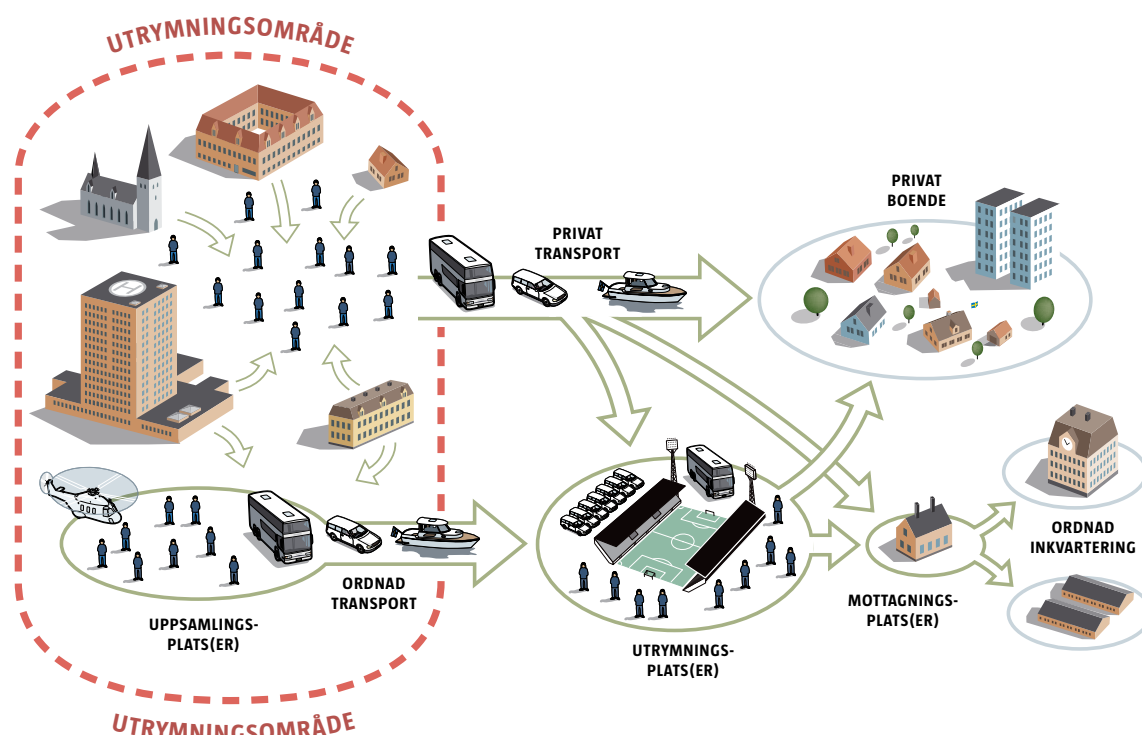 UTRYMNINGSOMRÅDE
PRIVAT
BOENDE
PRIVAT
TRANSPORT
H
ORDNAD
INKVARTERING
ORDNAD
TRANSPORT
MOTTAGNINGS-
PLATS(ER)
UPPSAMLINGS-
PLATS(ER)
UTRYMNINGS-
PLATS(ER)
UTRYMNINGSOMRÅDE